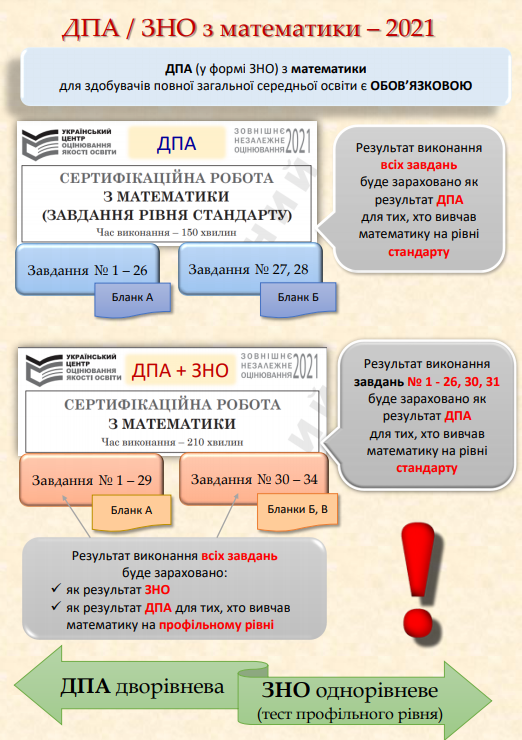 ДПА / ЗНО з математики – 2021
ДПА (у формі ЗНО) з математики
для здобувачів повної загальної середньої освіти є ОБОВ’ЯЗКОВОЮ
УКРАЇНСЬКИЙ
ЦЕНТР
ОЦІНЮВАННЯ
ЯКОСТІ ОСВІТИ
ДПА
ЗОВНІШНЄ
НЕЗАЛЕЖНЕ
ОЦІНЮВАННЯ 2021
СЕРТИФІКАЦІЙНА РОБОТА
З МАТЕМАТИКИ
(ЗАВДАННЯ РІВНЯ СТАНДАРТУ)
Час виконання – 150 хвилин
Завдання № 1 – 26
Бланк А
Завдання № 27, 28
Бланк Б
Результат виконання
всіх завдань
буде зараховано як
результат ДПА
для тих, хто вивчав
математику на рівні
стандарту
УКРАЇНСЬКИЙ
ЦЕНТР
ОЦІНЮВАННЯ
ЯКОСТІ ОСВІТИ
ДПА + ЗНО
ЗОВНІШНЄ
НЕЗАЛЕЖНЕ
ОЦІНЮВАННЯ 2021
СЕРТИФІКАЦІЙНА РОБОТА
З МАТЕМАТИКИ
Час виконання – 210 хвилин
Завдання № 1 – 29
Бланк А
Завдання № 30 – 34
Бланки Б, В
Результат виконання
завдань № 1 - 26, 30, 31
буде зараховано як
результат ДПА
для тих, хто вивчав
математику на рівні
стандарту
Результат виконання всіх завдань
буде зараховано:
✓ як результат ЗНО
✓ як результат ДПА для тих, хто вивчав
математику на профільному рівні
!
ДПА дворівнева
ЗНО однорівневе
(тест профільного рівня)